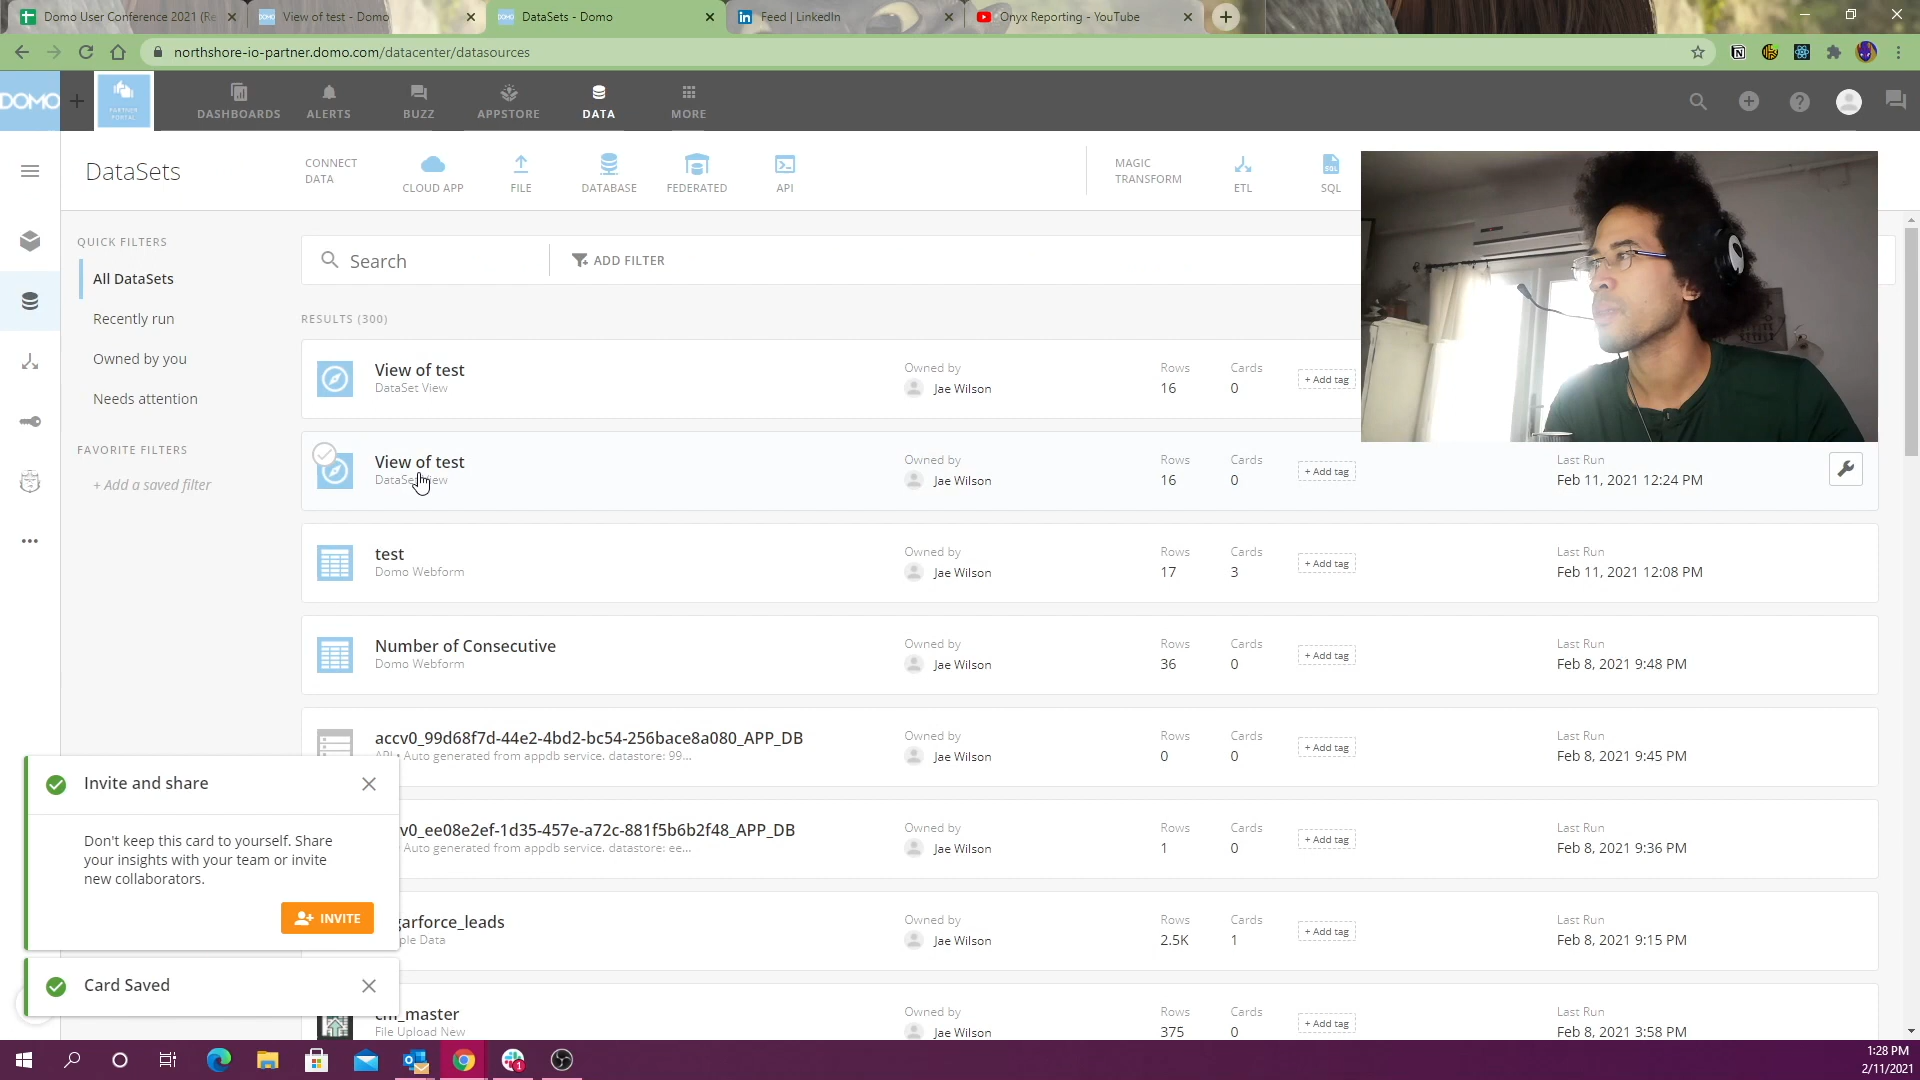 Domo User Conference 2021 (Re
View of test - Domo
DataSets - Domo
Feed | LinkedIn
Onyx Reporting - YouTube
northshore-io-partner.domo.com/datacenter/datasources
DOMO
PARTNER
PORTAL
DASHBOARDS
ALERTS
BUZZ
APPSTORE
DATA
MORE
DataSets
CONNECT
DATA
CLOUD APP
FILE
DATABASE
FEDERATED
API
MAGIC
TRANSFORM
ETL
SQL
SQL
QUICK FILTERS
All DataSets
Recently run
Owned by you
Needs attention
FAVORITE FILTERS
+ Add a saved filter
Search
ADD FILTER
RESULTS (300)
View of test
DataSet View
Owned by
Jae Wilson
Rows
16
Cards
0
+ Add tag
View of test
Owned by
Jae Wilson
Rows
16
Cards
0
+ Add tag
Last Run
Feb 11, 2021 12:24 PM
test
Domo Webform
Owned by
Jae Wilson
Rows
17
Cards
3
+ Add tag
Last Run
Feb 11, 2021 12:08 PM
Number of Consecutive
Domo Webform
Owned by
Jae Wilson
Rows
36
Cards
0
+ Add tag
Last Run
Feb 8, 2021 9:48 PM
accv0_99d68f7d-44e2-4bd2-bc54-256bace8a080_APP_DB
API • Auto generated from appdb service. datastore: 99...
Owned by
Jae Wilson
Rows
0
Cards
0
+ Add tag
Last Run
Feb 8, 2021 9:45 PM
v0_ee08e2ef-1d35-457e-a72c-881f5b6b2f48_APP_DB
Auto generated from appdb service. datastore: ee...
Owned by
Jae Wilson
Rows
1
Cards
0
+ Add tag
Last Run
Feb 8, 2021 9:36 PM
garforce_leads
ple Data
Owned by
Jae Wilson
Rows
2.5K
Cards
1
+ Add tag
Last Run
Feb 8, 2021 9:15 PM
_master
File Upload New
Owned by
Jae Wilson
Rows
375
Cards
0
+ Add tag
Last Run
Feb 8, 2021 3:58 PM
Invite and share
Don't keep this card to yourself. Share
your insights with your team or invite
new collaborators.
INVITE
Card Saved
1
1:28 PM
2/11/2021